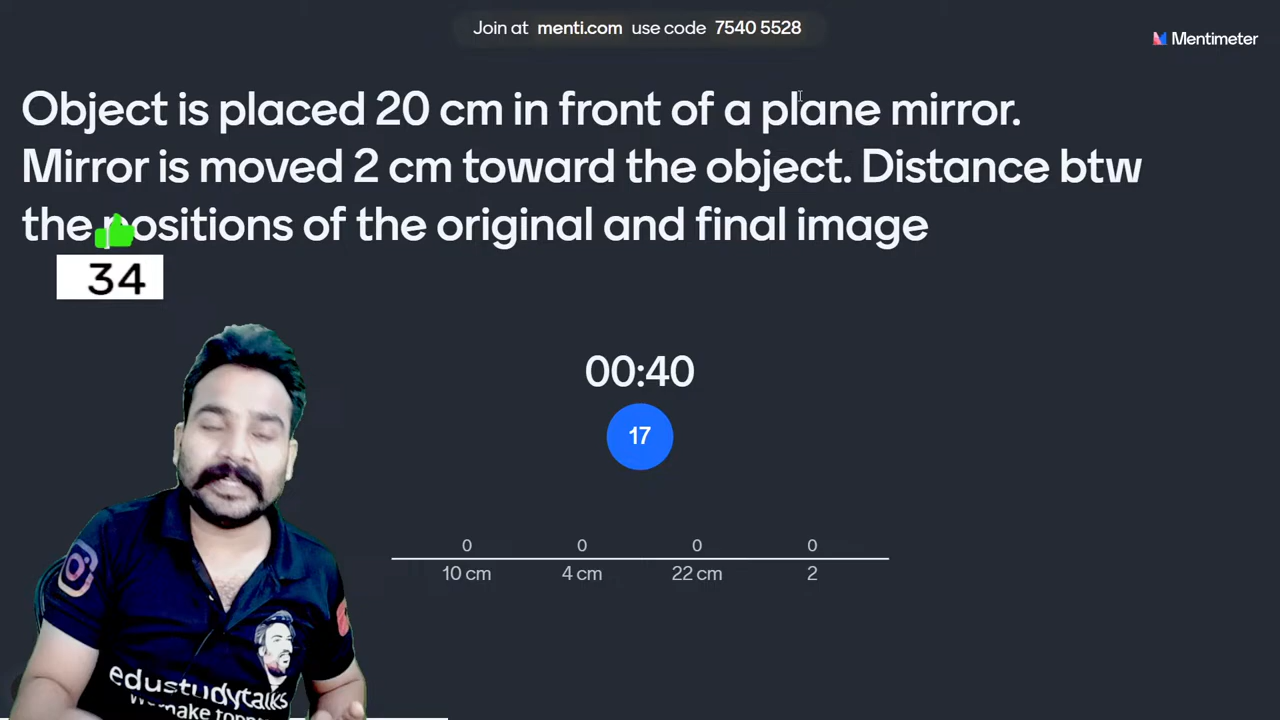 Join at menti.com use code 7540 5528
Mentimeter
Object is placed 20 cm in front of a plane mirror.
Mirror is moved 2 cm toward the object. Distance btw
the positions of the original and final image
34
00:40
17
0 0 0 0
10 cm 4 cm 22 cm 2
edustudytalks
make